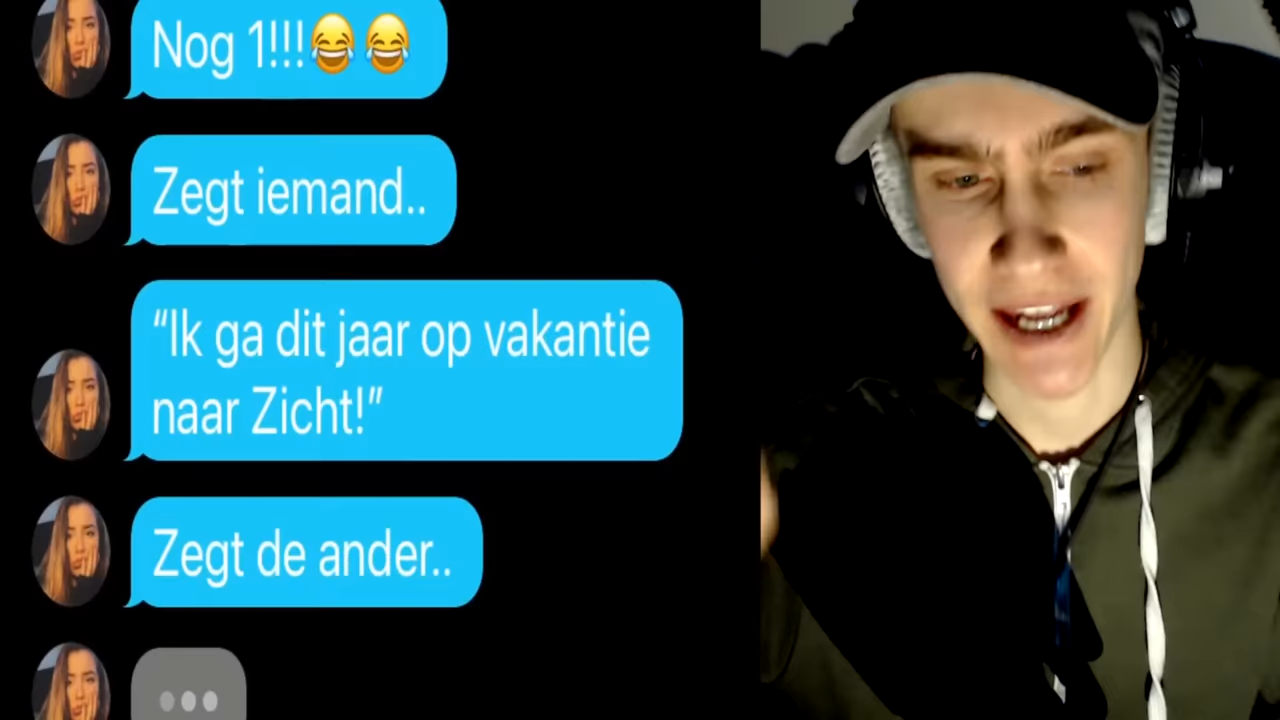 Nog 1!!!😂😂
Zegt iemand..
“Ik ga dit jaar op vakantie
naar Zicht!”
Zegt de ander..